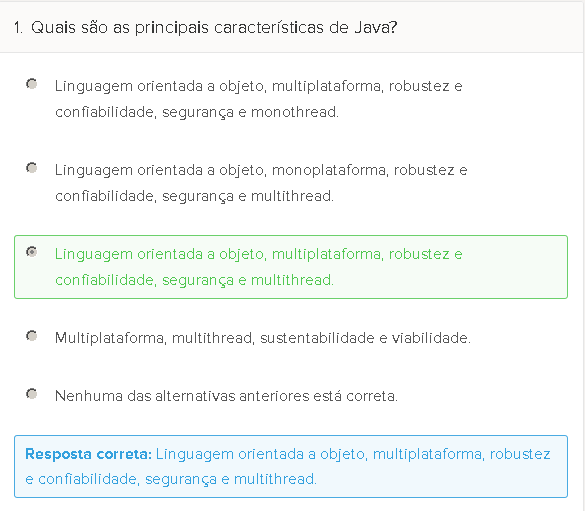 1. Quais são as principais características de Java?
Linguagem orientada a objeto, multiplataforma, robustez e
confiabilidade, segurança e monothread.
Linguagem orientada a objeto, monoplataforma, robustez e
confiabilidade, segurança e multithread.
Linguagem orientada a objeto, multiplataforma, robustez e
confiabilidade, segurança e multithread.
Multiplataforma, multithread, sustentabilidade e viabilidade.
Nenhuma das alternativas anteriores está correta.
Resposta correta: Linguagem orientada a objeto, multiplataforma, robustez
e confiabilidade, segurança e multithread.